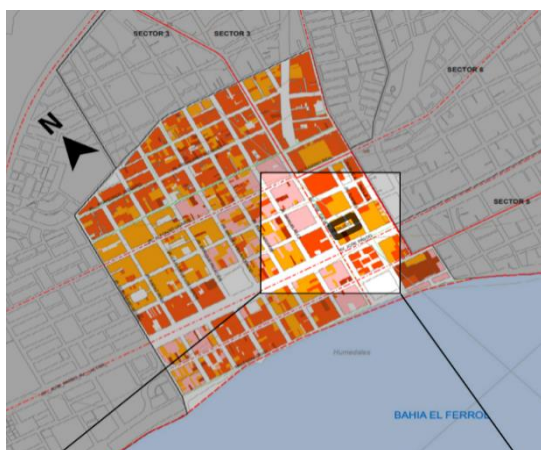 SECTOR 3
SECTOR 3
SECTOR 6
N
SECTOR 5
Humedales
BAHIA EL FERROL